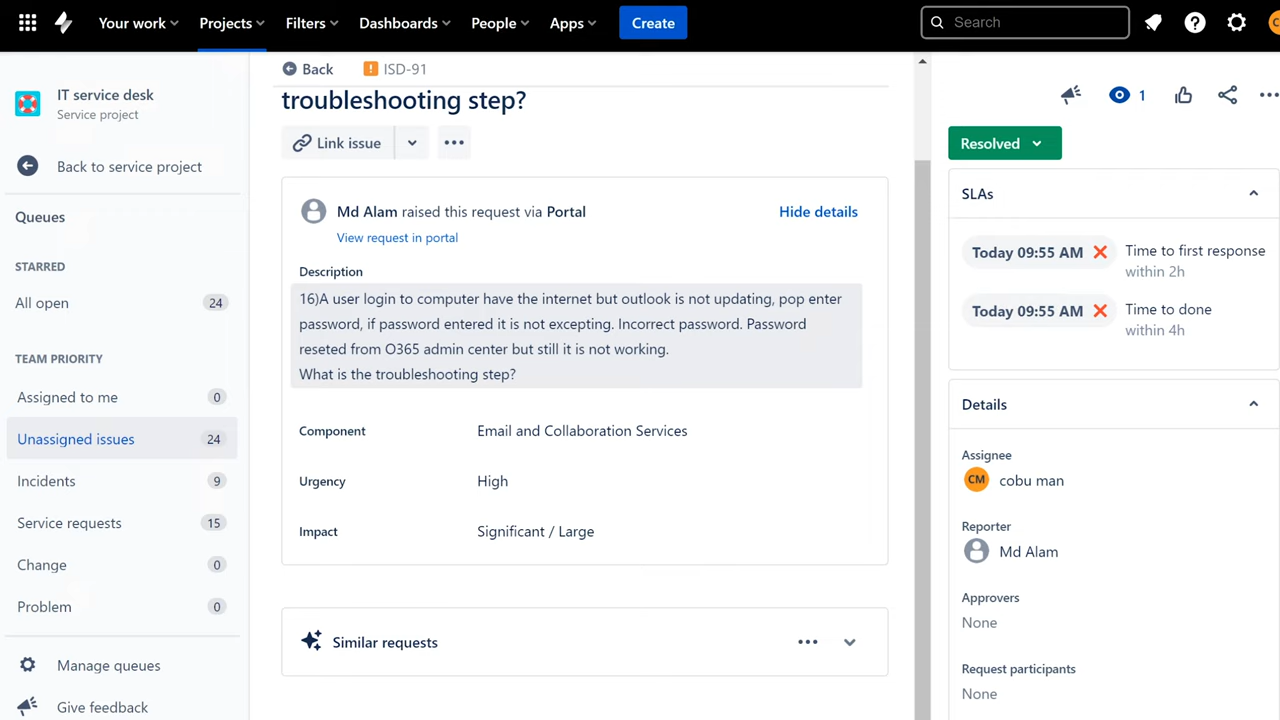 Your work
Projects
Filters
Dashboards
People
Apps
Create
Search
IT service desk
Service project
Back to service project
Queues
STARRED
All open 24
TEAM PRIORITY
Assigned to me 0
Unassigned issues 24
Incidents 9
Service requests 15
Change 0
Problem 0
Manage queues
Give feedback
Back
ISD-91
troubleshooting step?
Link issue
Md Alam raised this request via Portal
Hide details
View request in portal
Description
16)A user login to computer have the internet but outlook is not updating, pop enter
password, if password entered it is not excepting. Incorrect password. Password
reseted from O365 admin center but still it is not working.
What is the troubleshooting step?
Component Email and Collaboration Services
Urgency High
Impact Significant / Large
Similar requests
1
Resolved
SLAs
Today 09:55 AM Time to first response
within 2h
Today 09:55 AM Time to done
within 4h
Details
Assignee
CM cobu man
Reporter
Md Alam
Approvers
None
Request participants
None